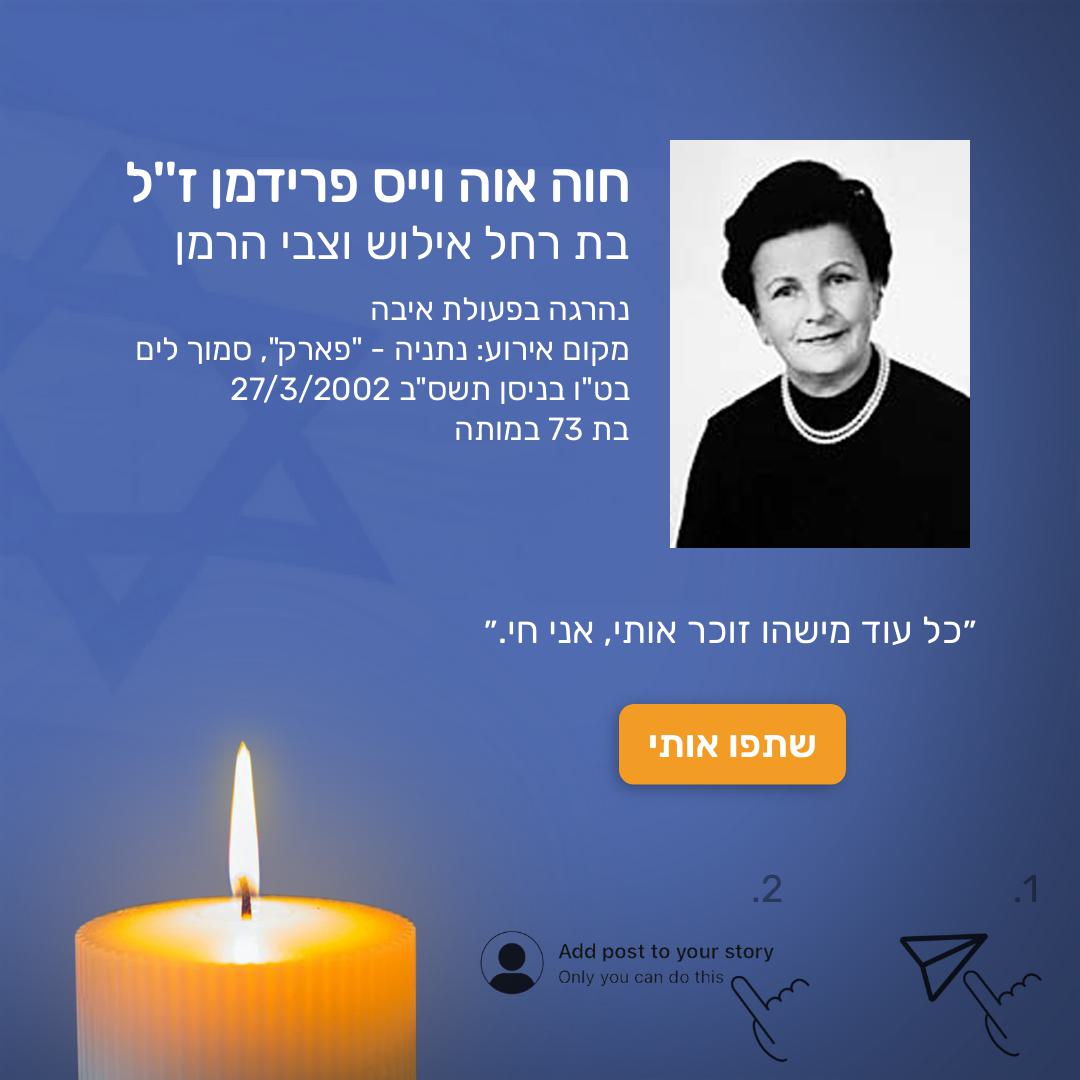 חוה אוה וייס פרידמן ז"ל
בת רחל אילוש וצבי הרמן
נהרגה בפעולת איבה
מקום אירוע: נתניה - "פארק", סמוך לים
בט"ו בניסן תשס"ב 27/3/2002
בת 73 במותה
״כל עוד מישהו זוכר אותי, אני חי.״
שתפו אותי
1.
2.
Add post to your story
Only you can do this